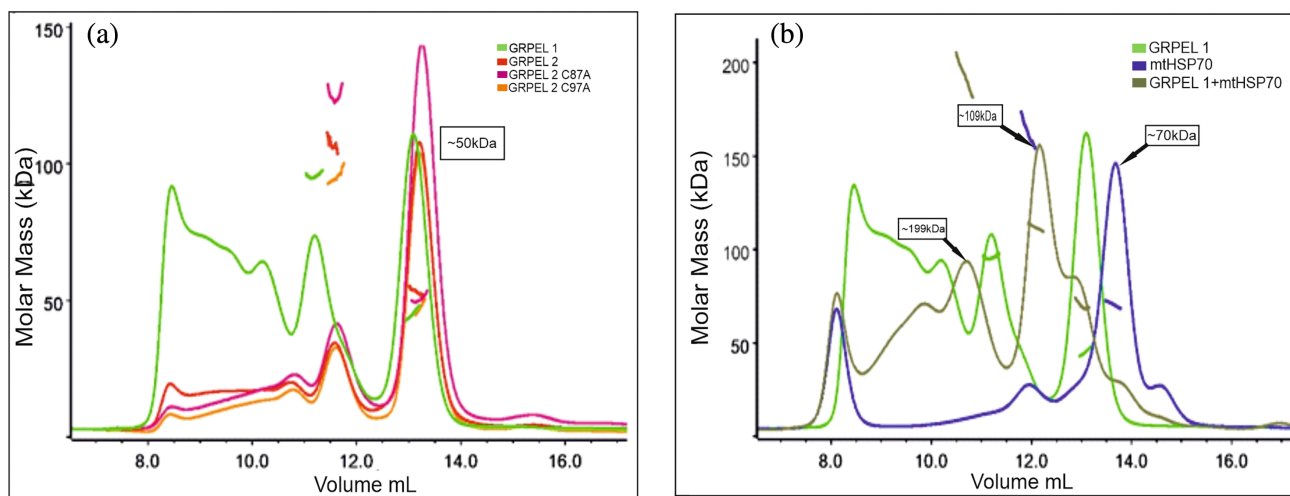 (a)
GRPEL 1
GRPEL 2
GRPEL 2 C87A
GRPEL 2 C97A
~50kDa
150
100
50
Molar Mass (kDa)
8.0 10.0 12.0 14.0 16.0
Volume mL
(b)
GRPEL 1
mtHSP70
GRPEL 1+mtHSP70
~109kDa
~70kDa
~199kDa
200
150
100
50
Molar Mass (kDa)
8.0 10.0 12.0 14.0 16.0
Volume mL